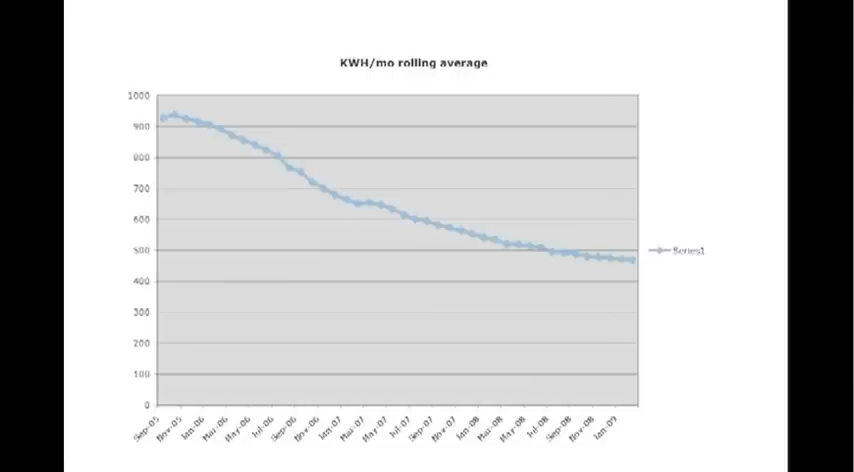 KWH/mo rolling average
1000
900
800
700
600
500
400
300
200
100
0
Series1
Sep-05
Nov-05
Jan-06
Mar-06
May-06
Jul-06
Sep-06
Nov-06
Jan-07
Mar-07
May-07
Jul-07
Sep-07
Nov-07
Jan-08
Mar-08
May-08
Jul-08
Sep-08
Nov-08
Jan-09